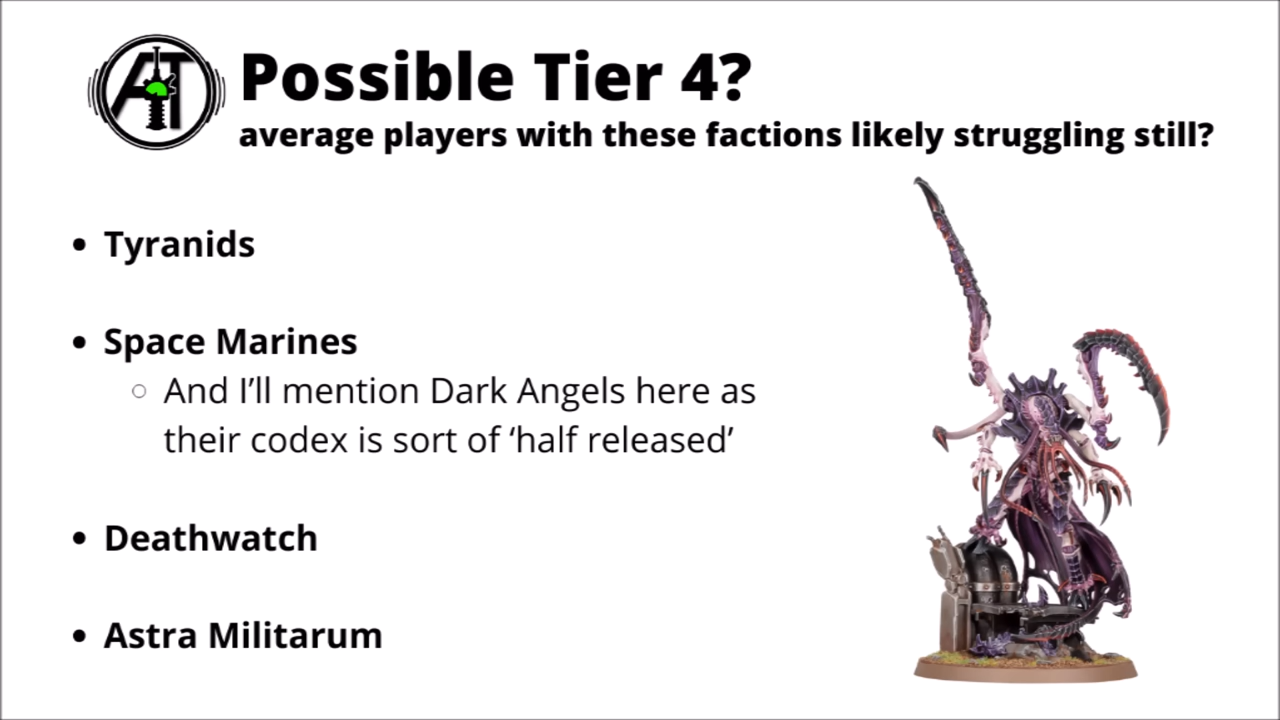 AT
Possible Tier 4?
average players with these factions likely struggling still?
• Tyranids
• Space Marines
○ And I’ll mention Dark Angels here as
their codex is sort of ‘half released’
• Deathwatch
• Astra Militarum